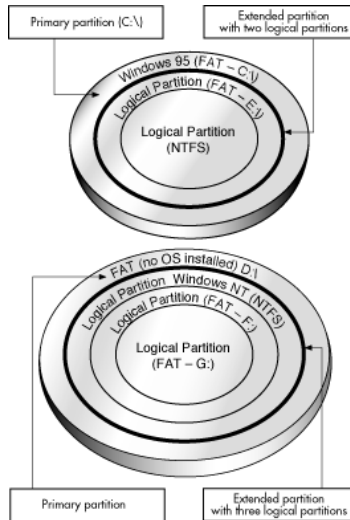 Primary partition (C:\)
Extended partition
with two logical partitions
Windows 95 (FAT – C:\)
Logical Partition (FAT – E:\)
Logical Partition
(NTFS)
FAT (no OS installed) D:\
Logical Partition Windows NT (NTFS)
Logical Partition (FAT – F:)
Logical Partition
(FAT – G:)
Primary partition
Extended partition
with three logical partitions